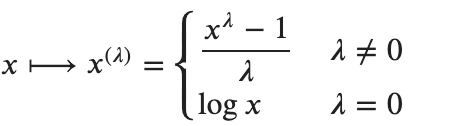 x ⟼ x^(λ) = { (x^λ − 1)/λ λ ≠ 0
log x λ = 0